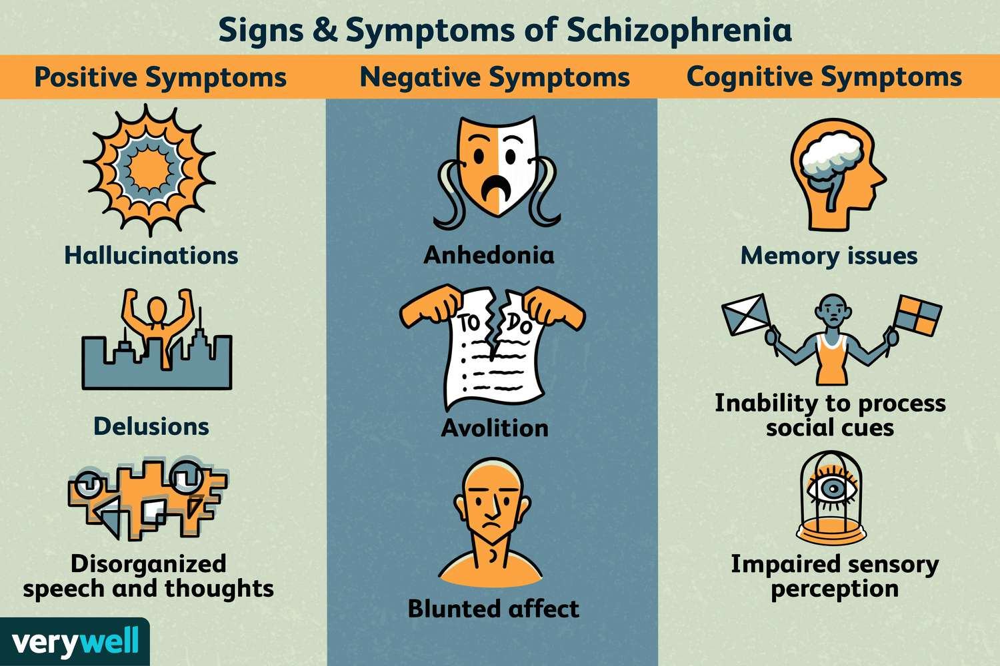 Signs & Symptoms of Schizophrenia
Positive Symptoms
Hallucinations
Delusions
Disorganized
speech and thoughts
Negative Symptoms
Anhedonia
TO DO
Avolition
Blunted affect
Cognitive Symptoms
Memory issues
Inability to process
social cues
Impaired sensory
perception
verywell